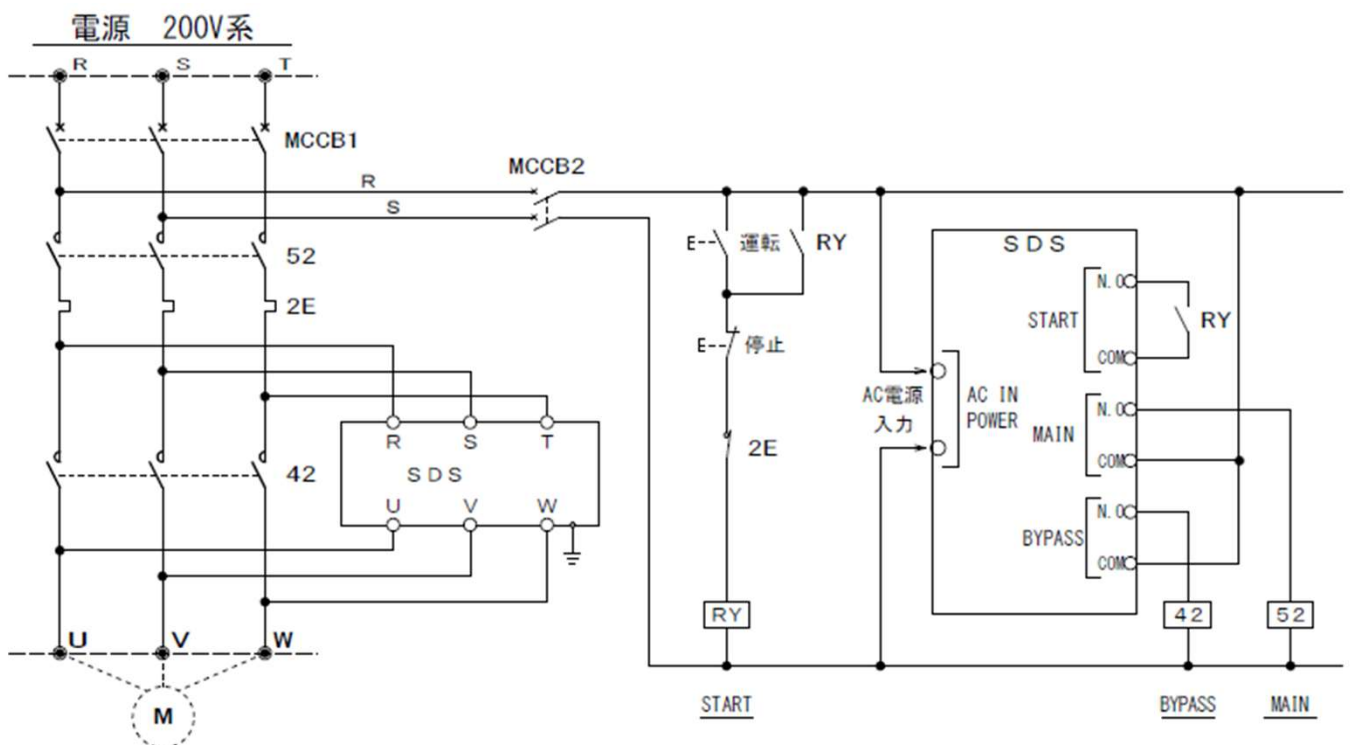 電源 200V系
R S T
MCCB1
MCCB2
R
S
52
2E
R S T
SDS
U V W
42
U V W
M
E 運転 RY
E 停止
2E
RY
START
AC電源
入力
SDS
AC IN
POWER
START
N.O
COM
RY
MAIN
N.O
COM
BYPASS
N.O
COM
42
52
BYPASS
MAIN